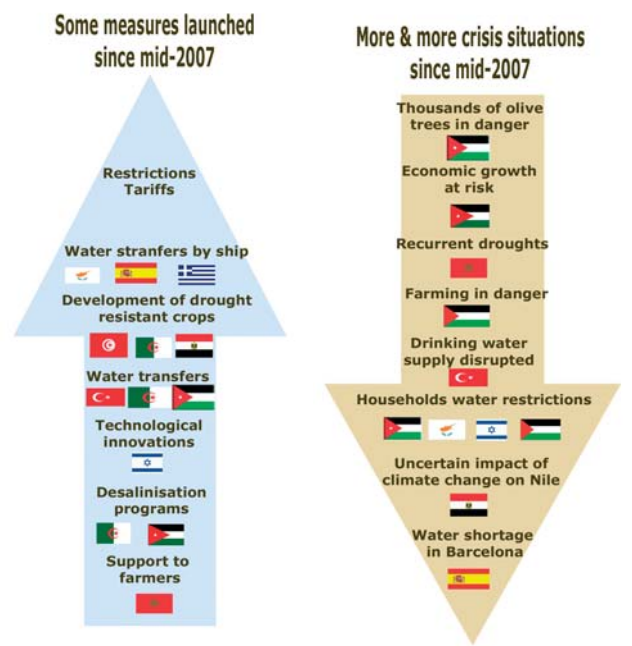 Some measures launched
since mid-2007
Restrictions
Tariffs
Water stranfers by ship
Development of drought
resistant crops
Water transfers
Technological
innovations
Desalinisation
programs
Support to
farmers
More & more crisis situations
since mid-2007
Thousands of olive
trees in danger
Economic growth
at risk
Recurrent droughts
Farming in danger
Drinking water
supply disrupted
Households water restrictions
Uncertain impact of
climate change on Nile
Water shortage
in Barcelona